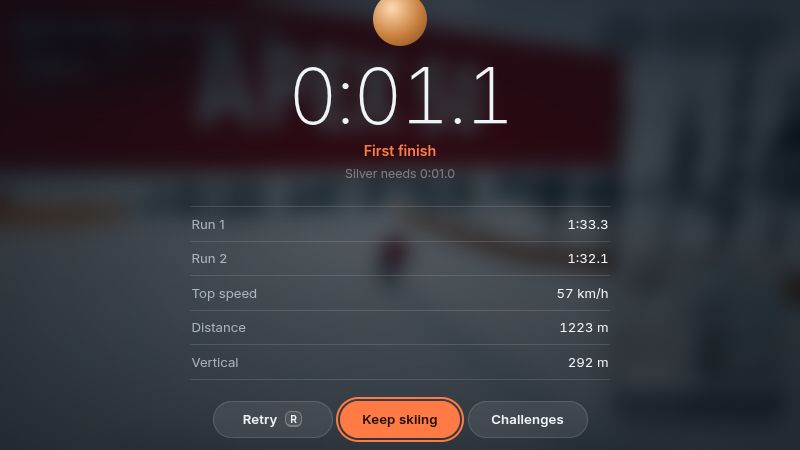 0:01.1
First finish
Silver needs 0:01.0
Run 1 1:33.3
Run 2 1:32.1
Top speed 57 km/h
Distance 1223 m
Vertical 292 m
Retry R Keep skiing Challenges